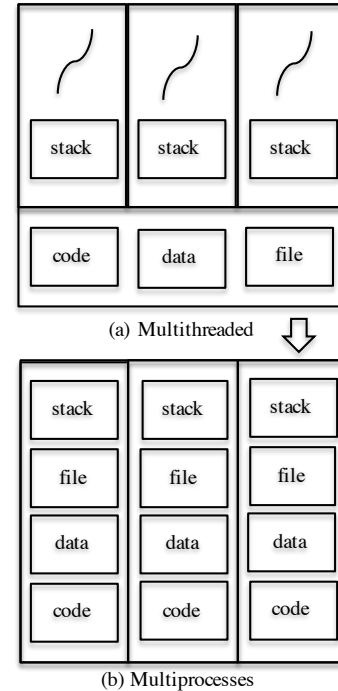 stack stack stack
code data file
(a) Multithreaded
stack stack stack
file file file
data data data
code code code
(b) Multiprocesses